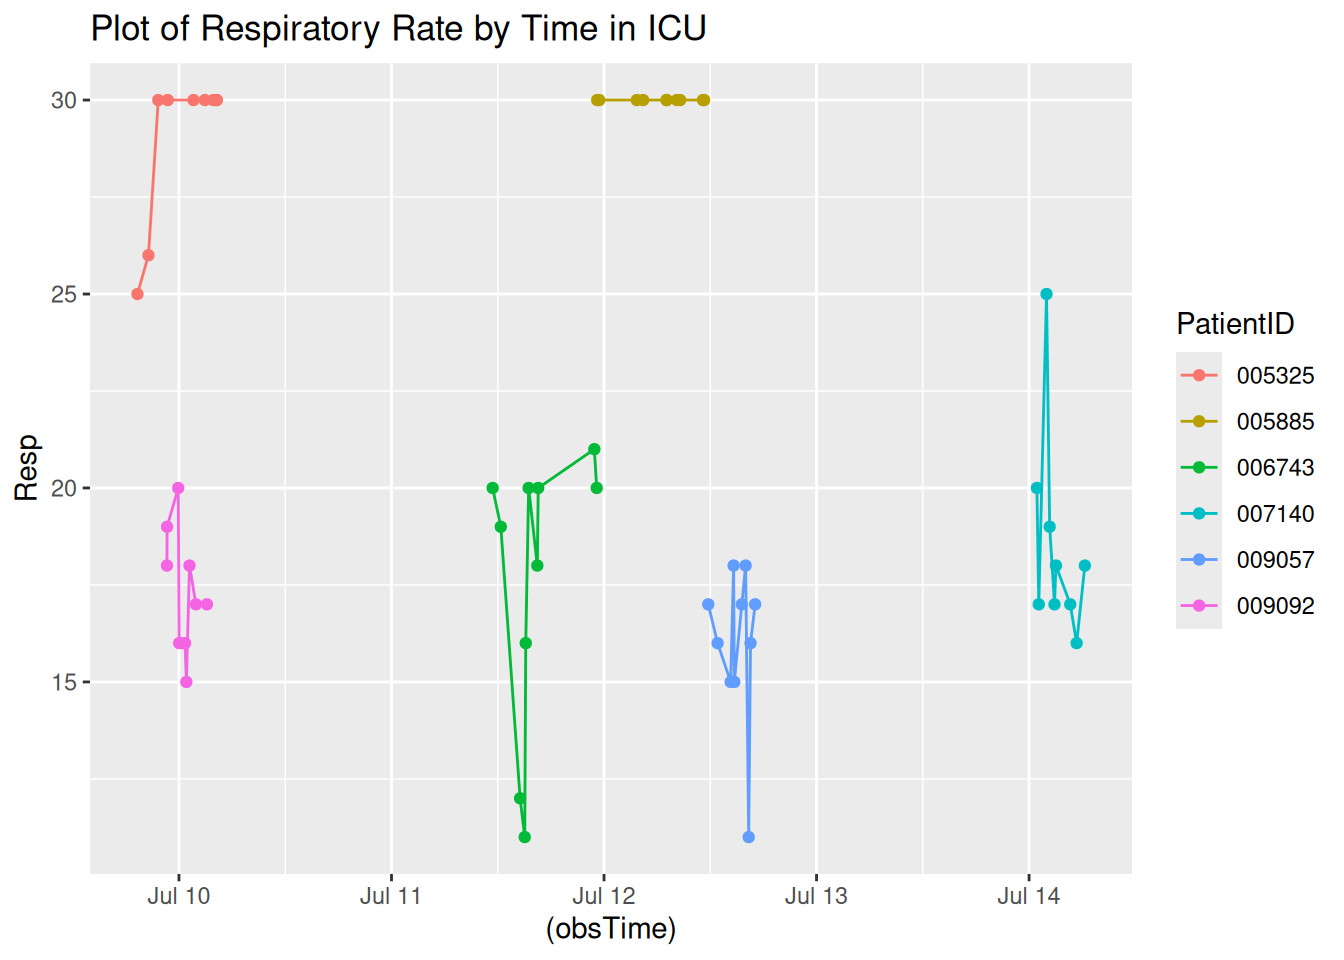 Plot of Respiratory Rate by Time in ICU
Resp
30
25
20
15
Jul 10 Jul 11 Jul 12 Jul 13 Jul 14
(obsTime)
PatientID
005325
005885
006743
007140
009057
009092